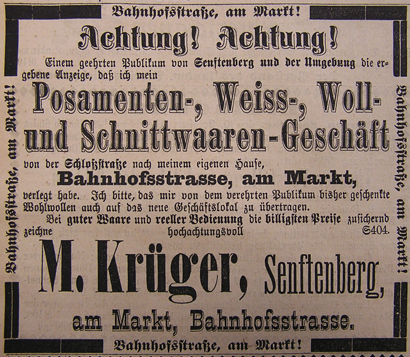 Bahnhofsstraße, am Markt!
Achtung! Achtung!
Einem geehrten Publikum von Senftenberg und der Umgebung die er-
gebene Anzeige, daß ich mein
Posamenten-, Weiss-, Woll-
und Schnittwaaren-Geschäft
von der Schloßstraße nach meinem eigenen Hause,
Bahnhofsstrasse, am Markt,
verlegt habe. Ich bitte, das mir von dem verehrten Publikum bisher geschenkte
Wohlwollen auch auf das neue Geschäftslokal zu übertragen.
Bei guter Waare und reeller Bedienung die billigsten Preise zusichernd
zeichne hochachtungsvoll S404.
M. Krüger, Senftenberg,
am Markt, Bahnhofsstrasse.
Bahnhofsstraße, am Markt!
Bahnhofsstraße, am Markt!
Bahnhofsstraße, am Markt!